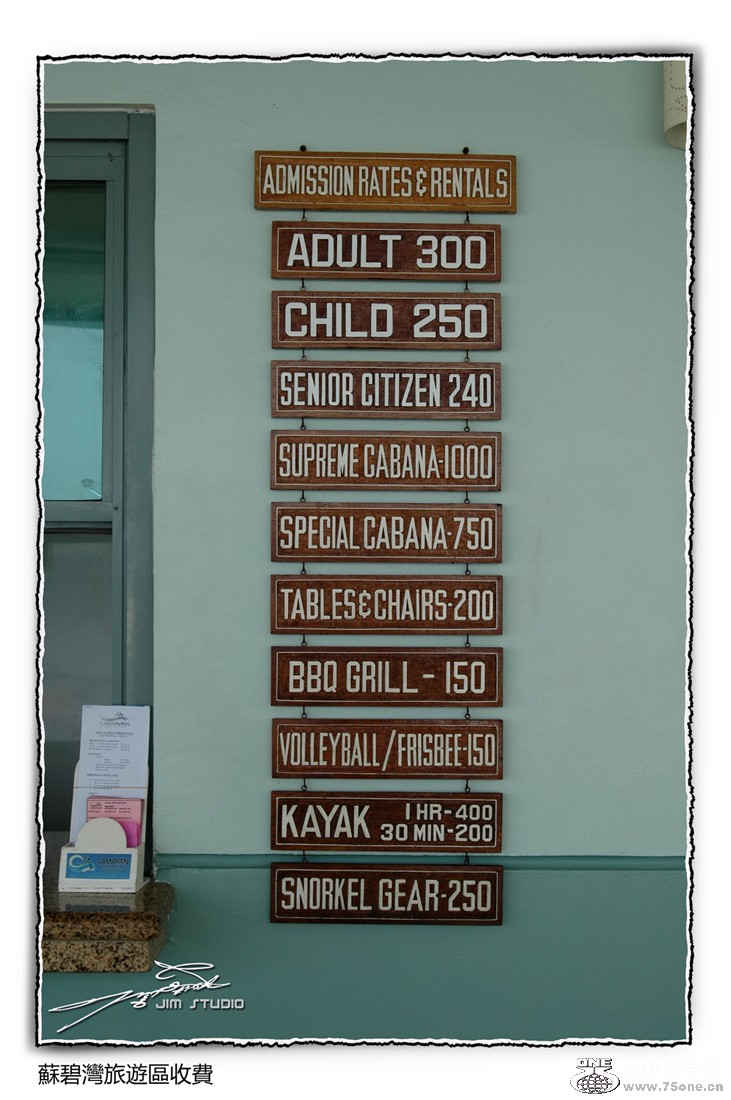 ADMISSION RATES & RENTALS
ADULT 300
CHILD 250
SENIOR CITIZEN 240
SUPREME CABANA-1000
SPECIAL CABANA-750
TABLES & CHAIRS-200
BBQ GRILL - 150
VOLLEYBALL/FRISBEE-150
KAYAK 1 HR-400
30 MIN-200
SNORKEL GEAR-250
CAMAYAN
JIM STUDIO
蘇碧灣旅遊區收費
ONE
www.75one.cn